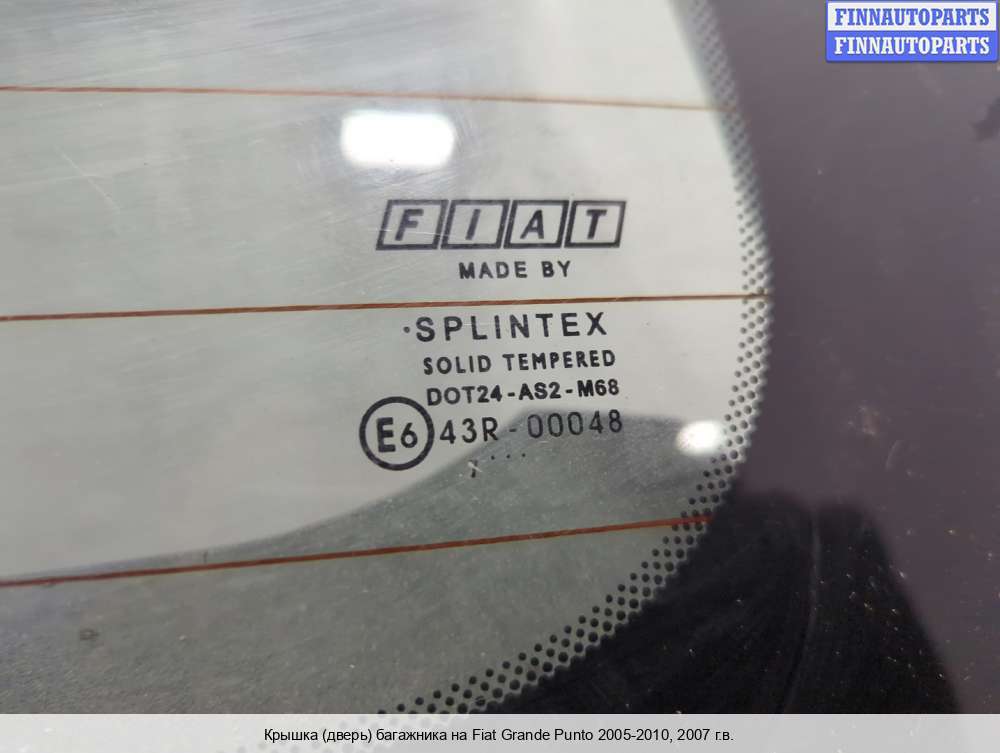 FINNAUTOPARTS
FINNAUTOPARTS
FIAT
MADE BY
·SPLINTEX
SOLID TEMPERED
DOT24-AS2-M68
E6 43R-00048
7 ....
Крышка (дверь) багажника на Fiat Grande Punto 2005-2010, 2007 г.в.